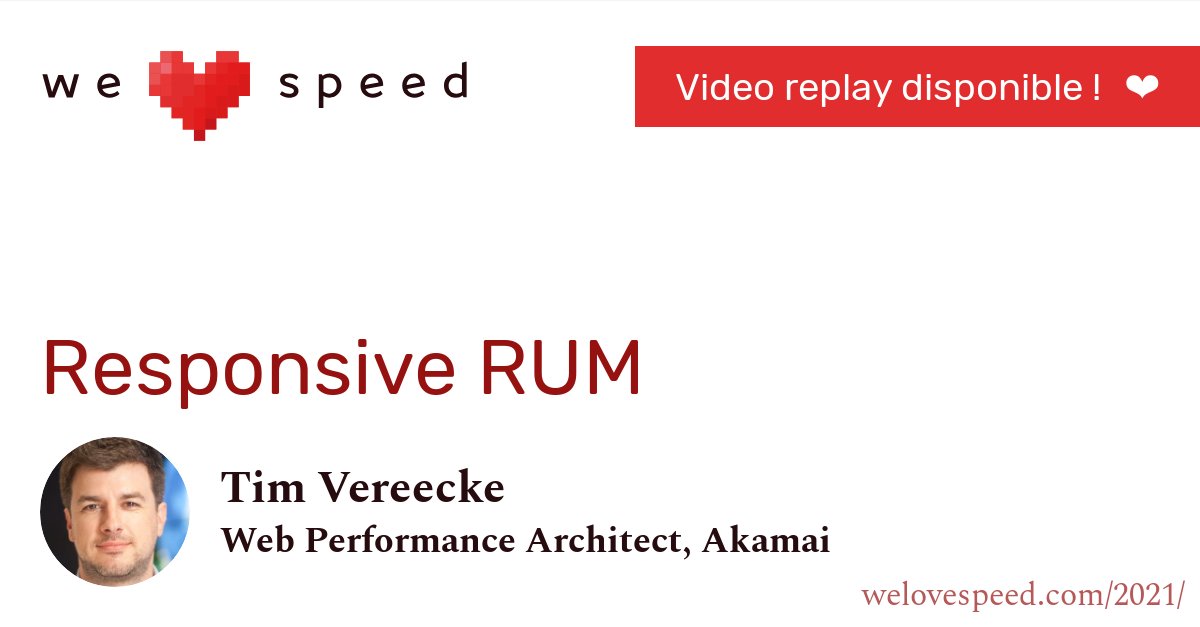 we ❤ speed
Video replay disponible ! ❤
Responsive RUM
Tim Vereecke
Web Performance Architect, Akamai
welovespeed.com/2021/